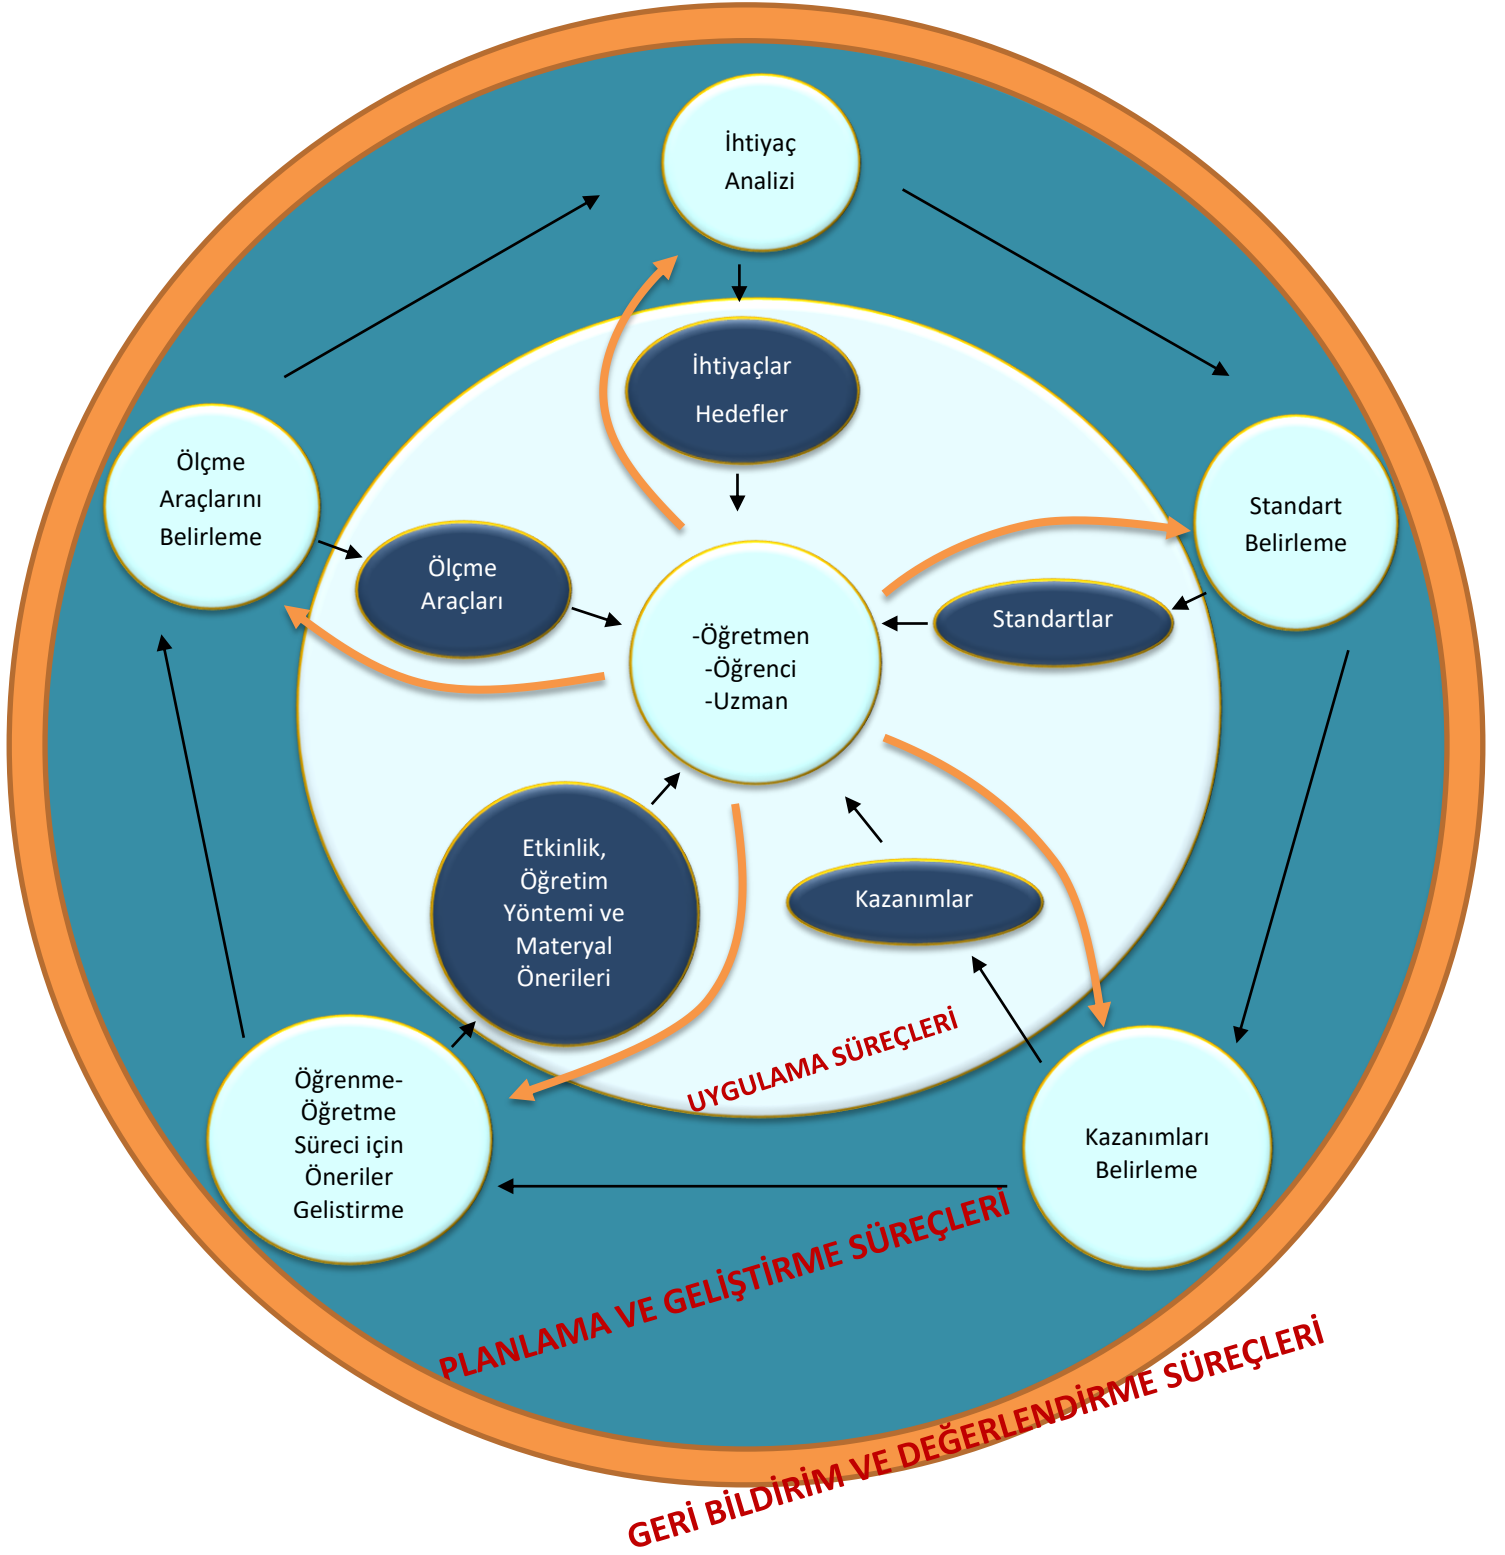 İhtiyaç
Analizi
İhtiyaçlar
Hedefler
Ölçme
Araçlarını
Belirleme
Standart
Belirleme
Ölçme
Araçları
Standartlar
-Öğretmen
-Öğrenci
-Uzman
Etkinlik,
Öğretim
Yöntemi ve
Materyal
Önerileri
Kazanımlar
UYGULAMA SÜREÇLERİ
Öğrenme-
Öğretme
Süreci için
Öneriler
Gelistirme
Kazanımları
Belirleme
PLANLAMA VE GELİŞTİRME SÜREÇLERİ
GERİ BİLDİRİM VE DEĞERLENDİRME SÜREÇLERİ